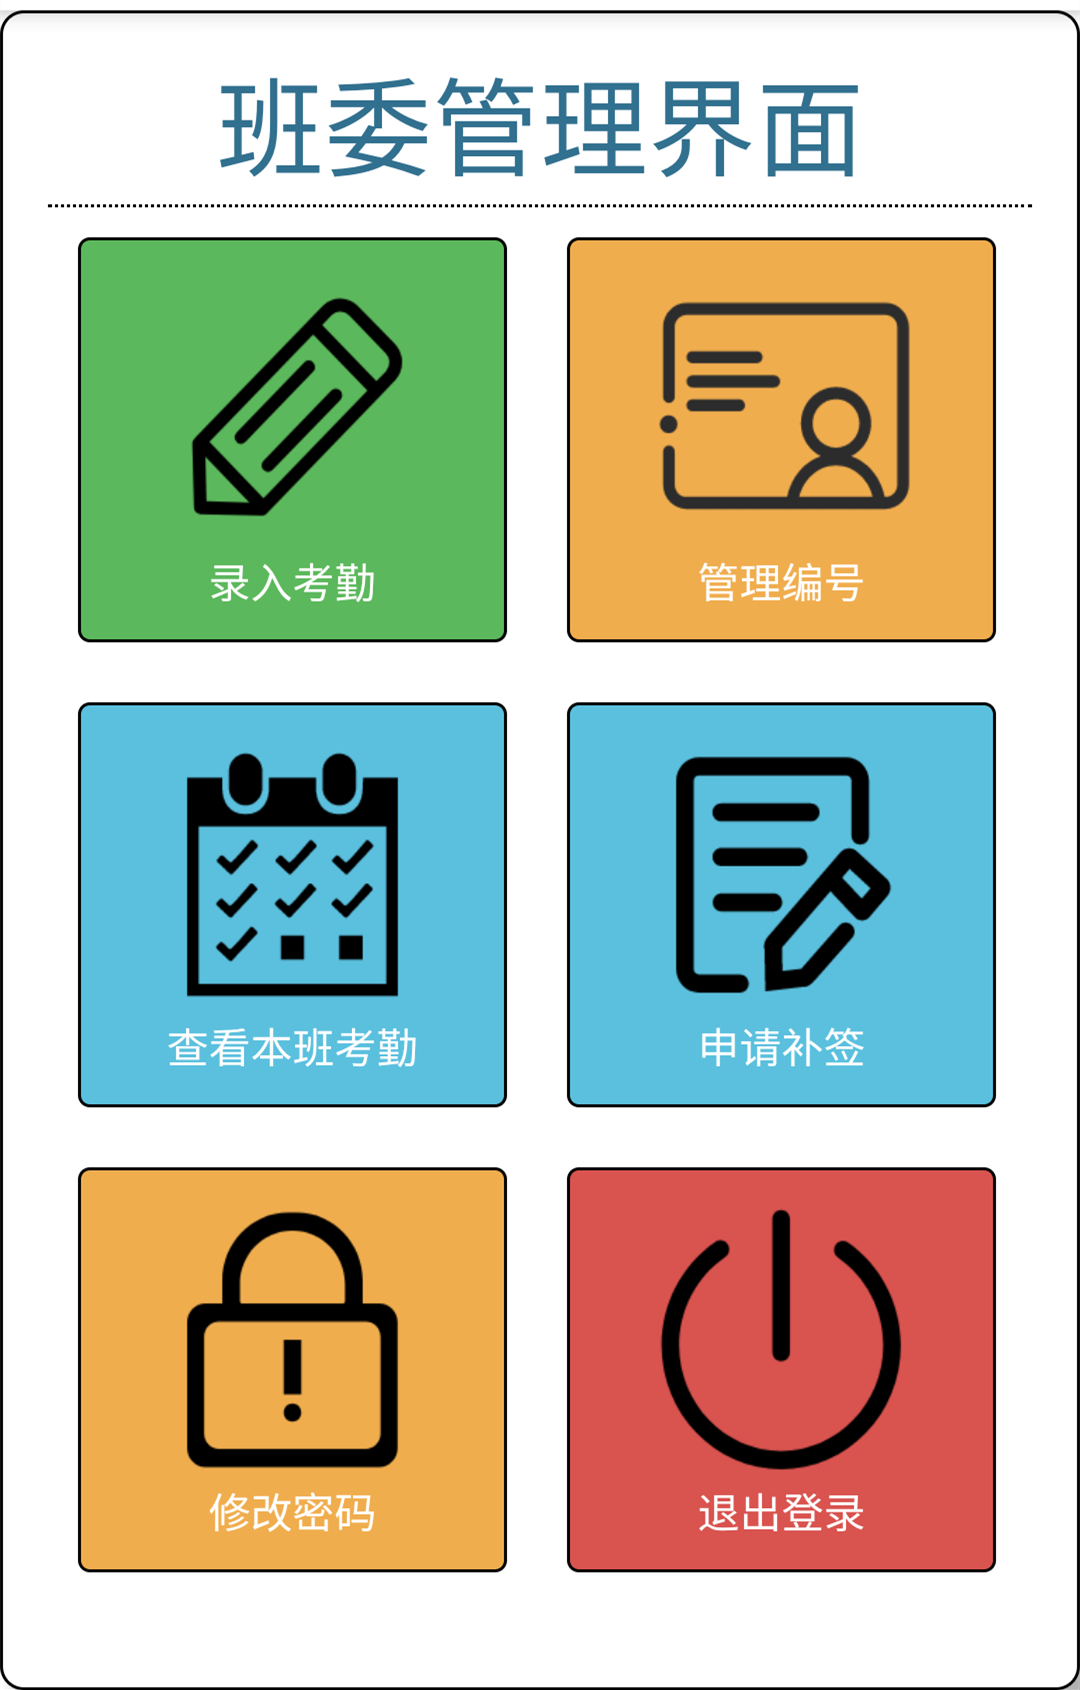 班委管理界面
录入考勤
管理编号
查看本班考勤
申请补签
修改密码
退出登录